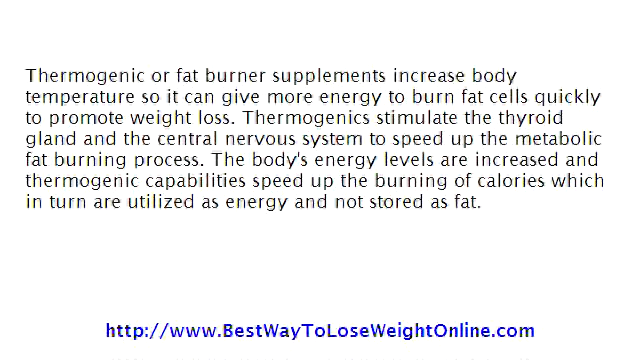 Thermogenic or fat burner supplements increase body
temperature so it can give more energy to burn fat cells quickly
to promote weight loss. Thermogenics stimulate the thyroid
gland and the central nervous system to speed up the metabolic
fat burning process. The body's energy levels are increased and
thermogenic capabilities speed up the burning of calories which
in turn are utilized as energy and not stored as fat.
http://www.BestWayToLoseWeightOnline.com